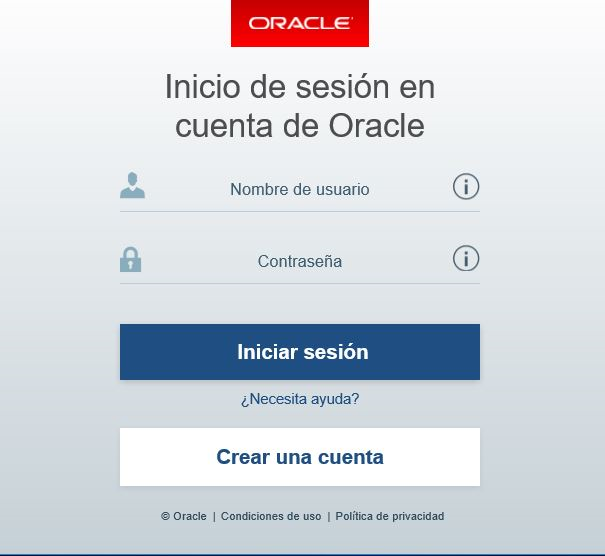 ORACLE
Inicio de sesión en
cuenta de Oracle
Nombre de usuario
Contraseña
Iniciar sesión
¿Necesita ayuda?
Crear una cuenta
© Oracle | Condiciones de uso | Política de privacidad